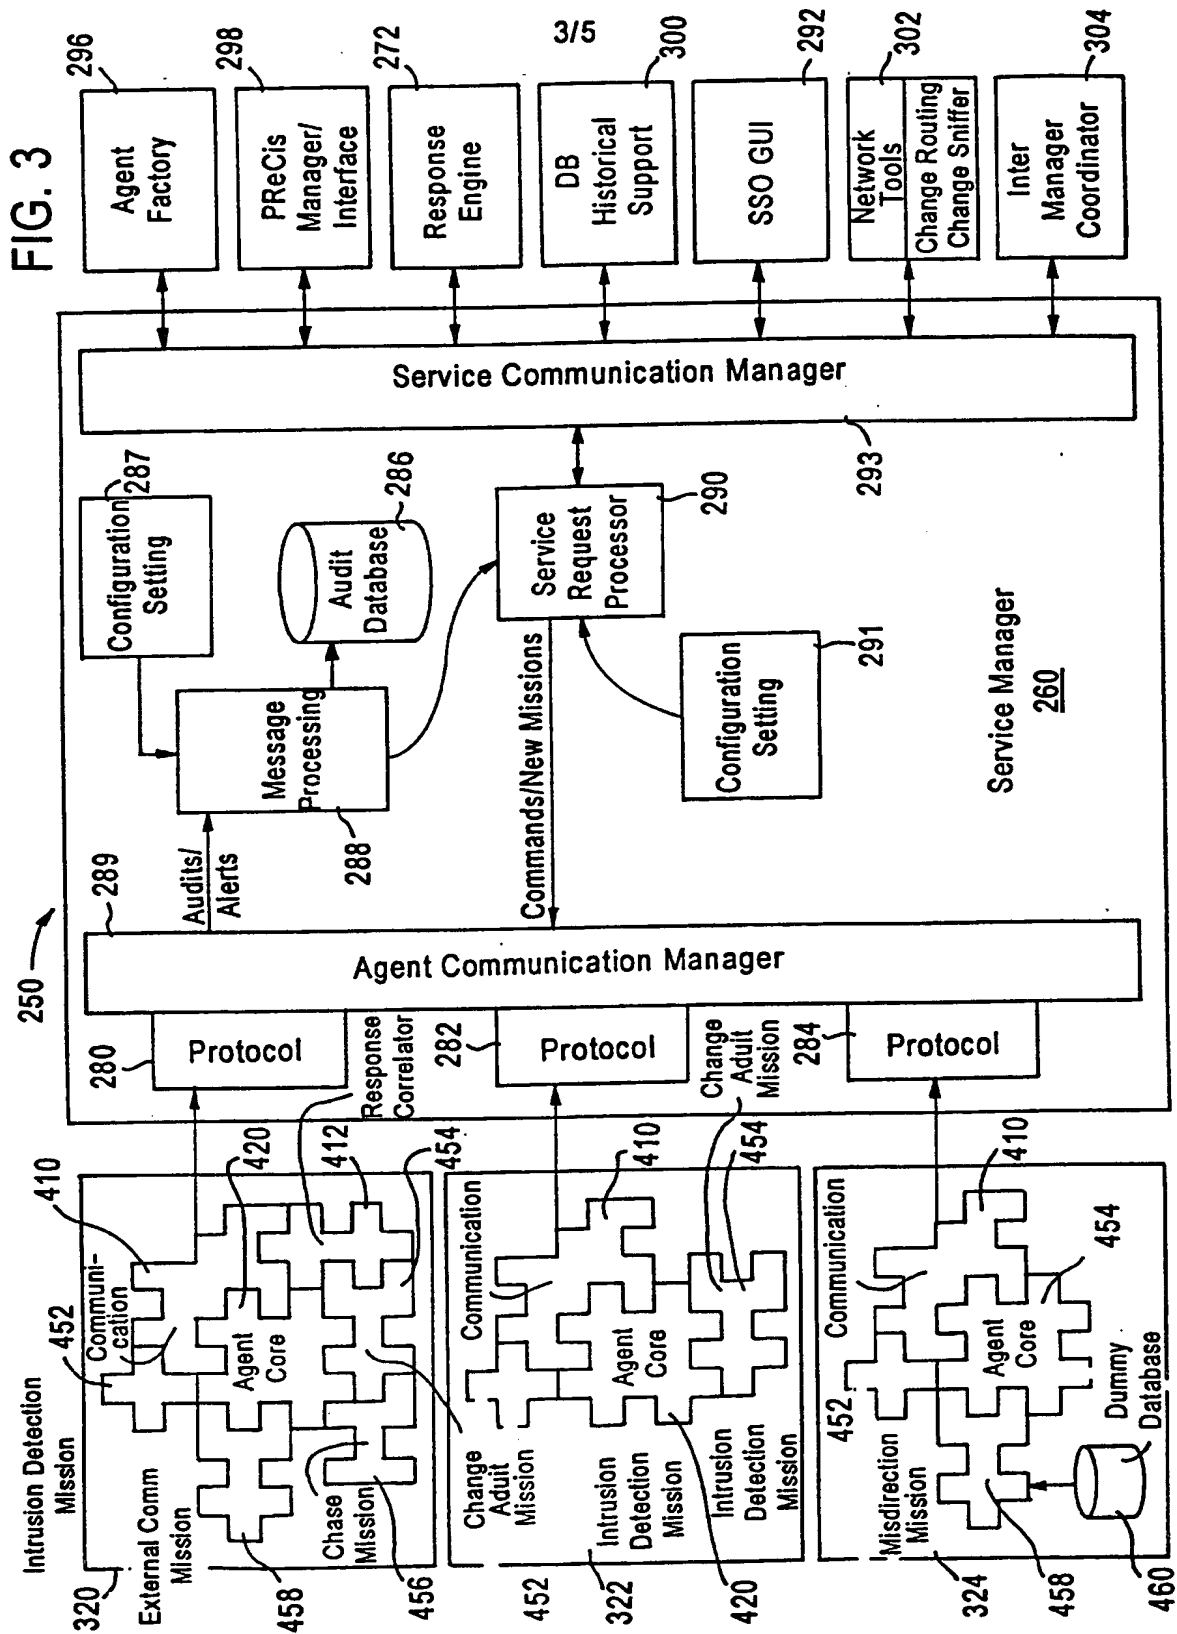 3/5
FIG. 3
250
296
Agent
Factory
298
PReCis
Manager/
Interface
272
Response
Engine
300
DB
Historical
Support
292
SSO GUI
302
Network
Tools
Change Routing
Change Sniffer
304
Inter
Manager
Coordinator
Service Communication Manager
293
287
Configuration
Setting
286
Audit
Database
290
Service
Request
Processor
Message
Processing
288
Configuration
Setting
291
Audits/
Alerts
Commands/New Missions
Service Manager
260
289
Agent Communication Manager
280
Protocol
282
Protocol
284
Protocol
Response
Correlator
Change
Aduit
Mission
Intrusion Detection
Mission
320
External Comm
Mission
452
Communi-
cation
410
420
412
454
Agent
Core
Chase
Mission
458
456
Change
Aduit
Mission
Communication
410
454
Agent
Core
452
Intrusion
Detection
Mission
322
420
Intrusion
Detection
Mission
Communication
410
454
452
Agent
Core
Misdirection
Mission
324
458
Dummy
Database
460